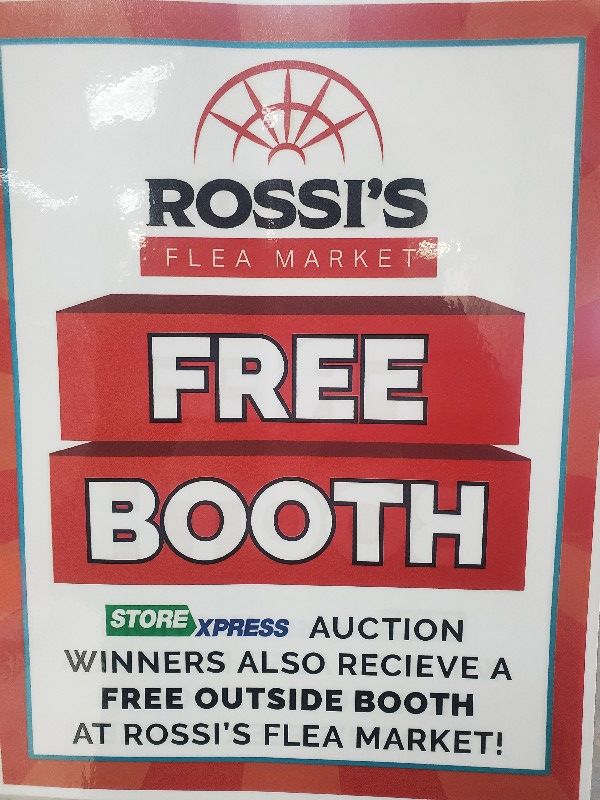 ROSSI'S
FLEA MARKET
FREE
BOOTH
STORE XPRESS AUCTION
WINNERS ALSO RECIEVE A
FREE OUTSIDE BOOTH
AT ROSSI'S FLEA MARKET!